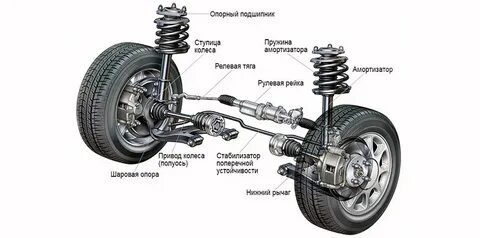 Опорный подшипник
Ступица
колеса
Пружина
амортизатора
Релевая тяга
Амортизатор
Рулевая рейка
Привод колеса
(полуось)
Стабилизатор
поперечной
устойчивости
Шаровая опора
Нижний рычаг